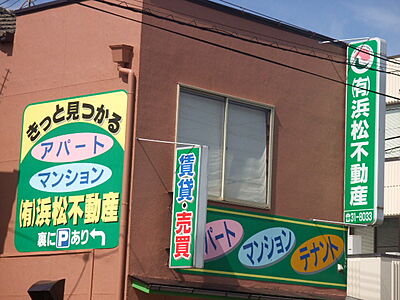 きっと見つかる
アパート
マンション
(有)浜松不動産
裏にPあり
賃貸・売買
パート
マンション
テナント
(有)浜松不動産
☎31-8033